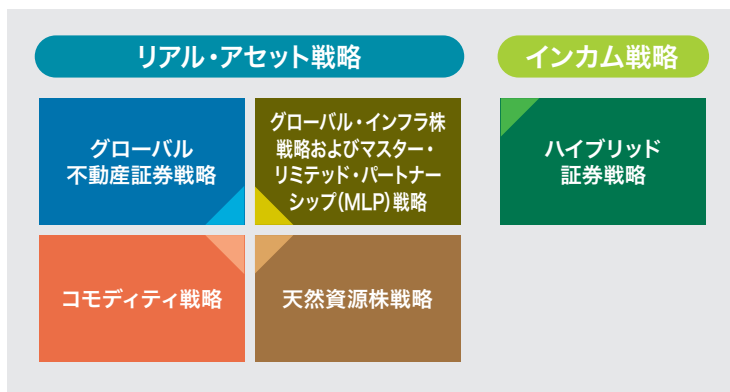 リアル・アセット戦略
インカム戦略
グローバル
不動産証券戦略
グローバル・インフラ株
戦略およびマスター・
リミテッド・パートナー
シップ(MLP)戦略
ハイブリッド
証券戦略
コモディティ戦略
天然資源株戦略